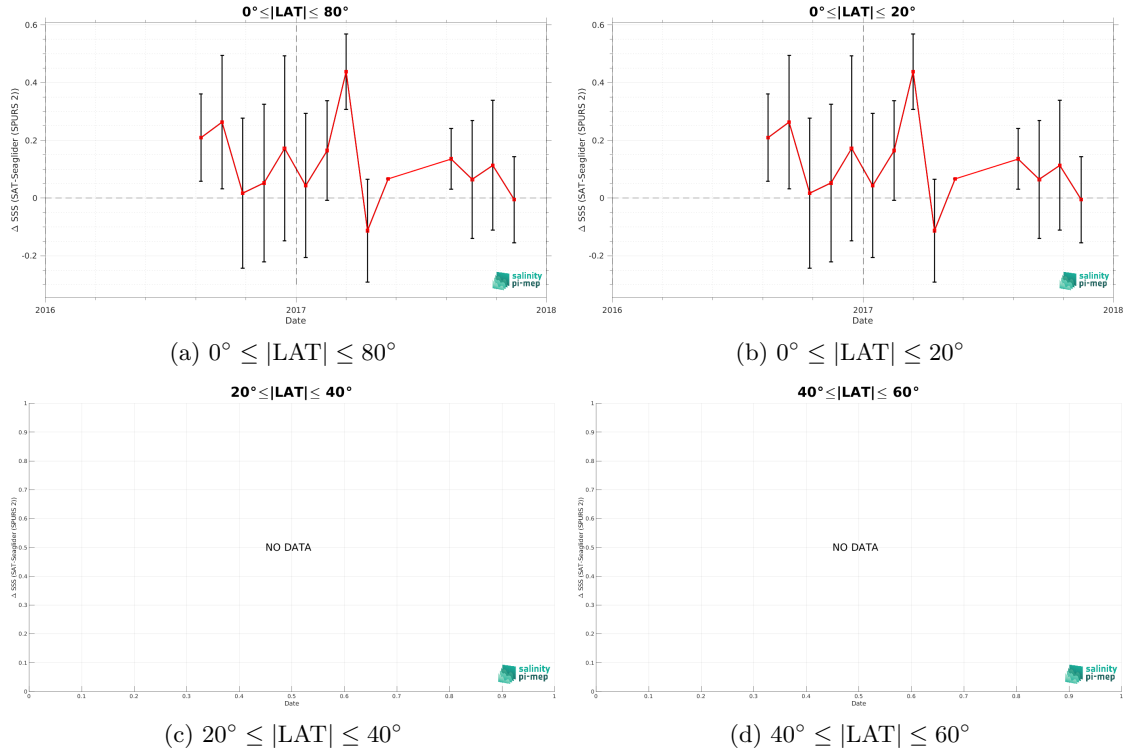 0°≤|LAT|≤ 80°
0.6
0.4
0.2
0
-0.2
Δ SSS (SAT-Seaglider (SPURS 2))
2016
2017
2018
Date
salinity
pi-mep
(a) 0° ≤ |LAT| ≤ 80°
0°≤|LAT|≤ 20°
0.6
0.4
0.2
0
-0.2
Δ SSS (SAT-Seaglider (SPURS 2))
2016
2017
2018
Date
salinity
pi-mep
(b) 0° ≤ |LAT| ≤ 20°
20°≤|LAT|≤ 40°
1
0.9
0.8
0.7
0.6
0.5
0.4
0.3
0.2
0.1
0
Δ SSS (SAT-Seaglider (SPURS 2))
NO DATA
0
0.1
0.2
0.3
0.4
0.5
0.6
0.7
0.8
0.9
1
Date
salinity
pi-mep
(c) 20° ≤ |LAT| ≤ 40°
40°≤|LAT|≤ 60°
1
0.9
0.8
0.7
0.6
0.5
0.4
0.3
0.2
0.1
0
Δ SSS (SAT-Seaglider (SPURS 2))
NO DATA
0
0.1
0.2
0.3
0.4
0.5
0.6
0.7
0.8
0.9
1
Date
salinity
pi-mep
(d) 40° ≤ |LAT| ≤ 60°